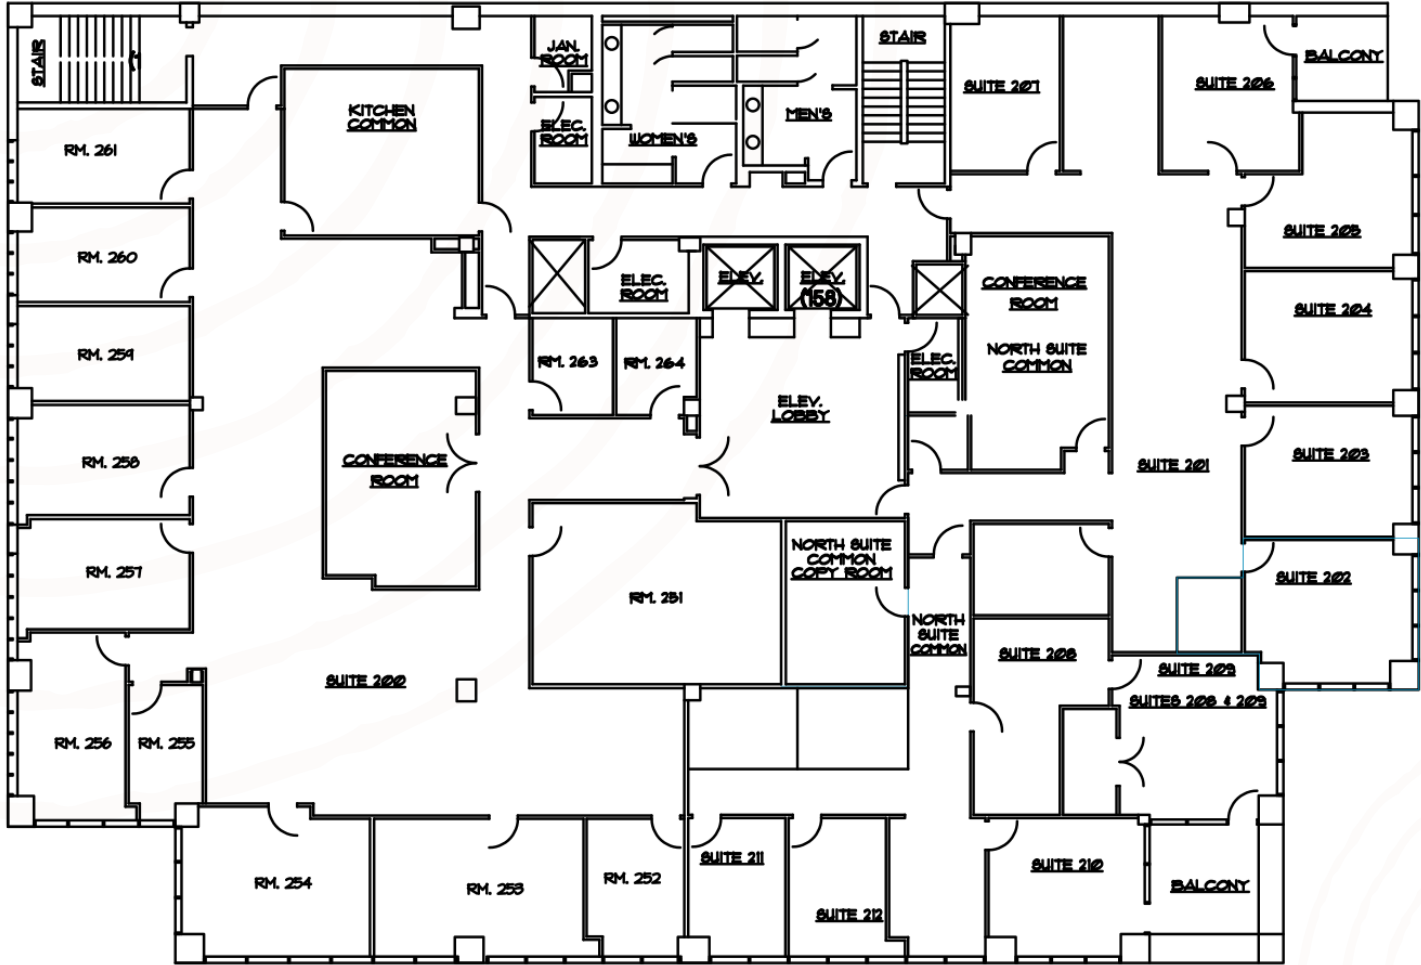 STAIR
JAN.
ROOM
STAIR
BALCONY
SUITE 207
SUITE 206
KITCHEN
COMMON
MEN'S
ELEC.
ROOM
WOMEN'S
RM. 261
SUITE 205
RM. 260
ELEC.
ROOM
ELEV.
ELEV.
(158)
CONFERENCE
ROOM
SUITE 204
NORTH SUITE
COMMON
RM. 259
RM. 263
RM. 264
ELEC.
ROOM
ELEV.
LOBBY
RM. 258
CONFERENCE
ROOM
SUITE 201
SUITE 203
RM. 257
NORTH SUITE
COMMON
COPY ROOM
SUITE 202
RM. 251
NORTH
SUITE
COMMON
SUITE 208
SUITE 209
SUITES 208 & 209
SUITE 200
RM. 256
RM. 255
SUITE 211
SUITE 210
RM. 254
RM. 253
RM. 252
BALCONY
SUITE 212